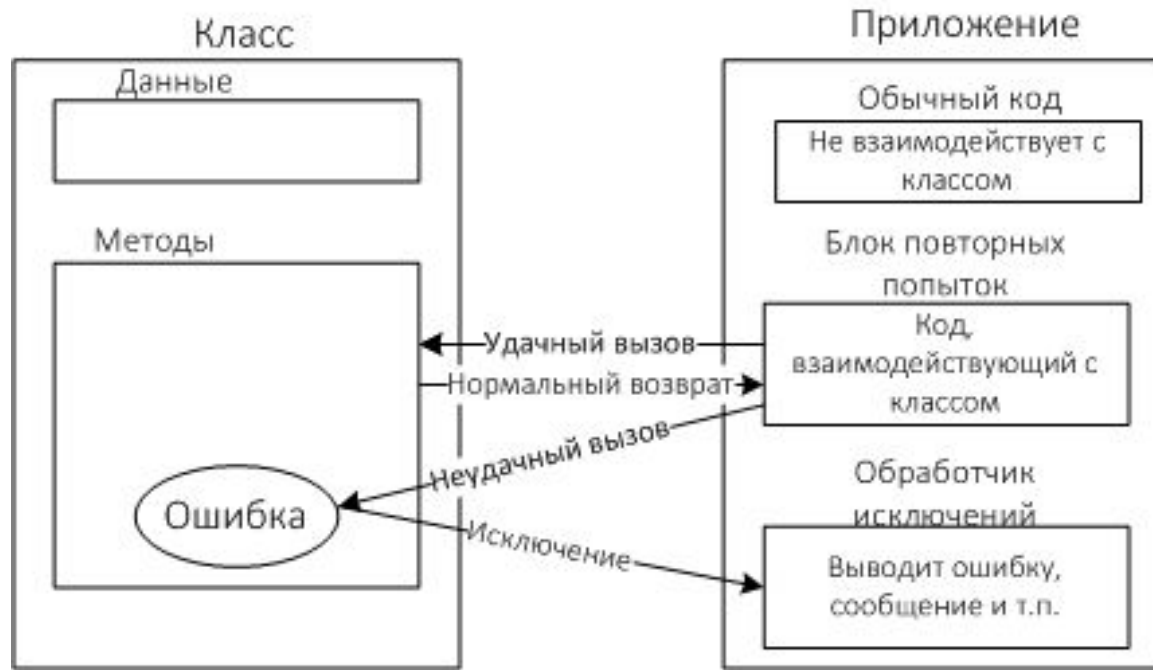 Класс
Данные
Методы
Ошибка
Удачный вызов
Нормальный возврат
Неудачный вызов
Исключение
Приложение
Обычный код
Не взаимодействует с
классом
Блок повторных
попыток
Код,
взаимодействующий с
классом
Обработчик
исключений
Выводит ошибку,
сообщение и т.п.